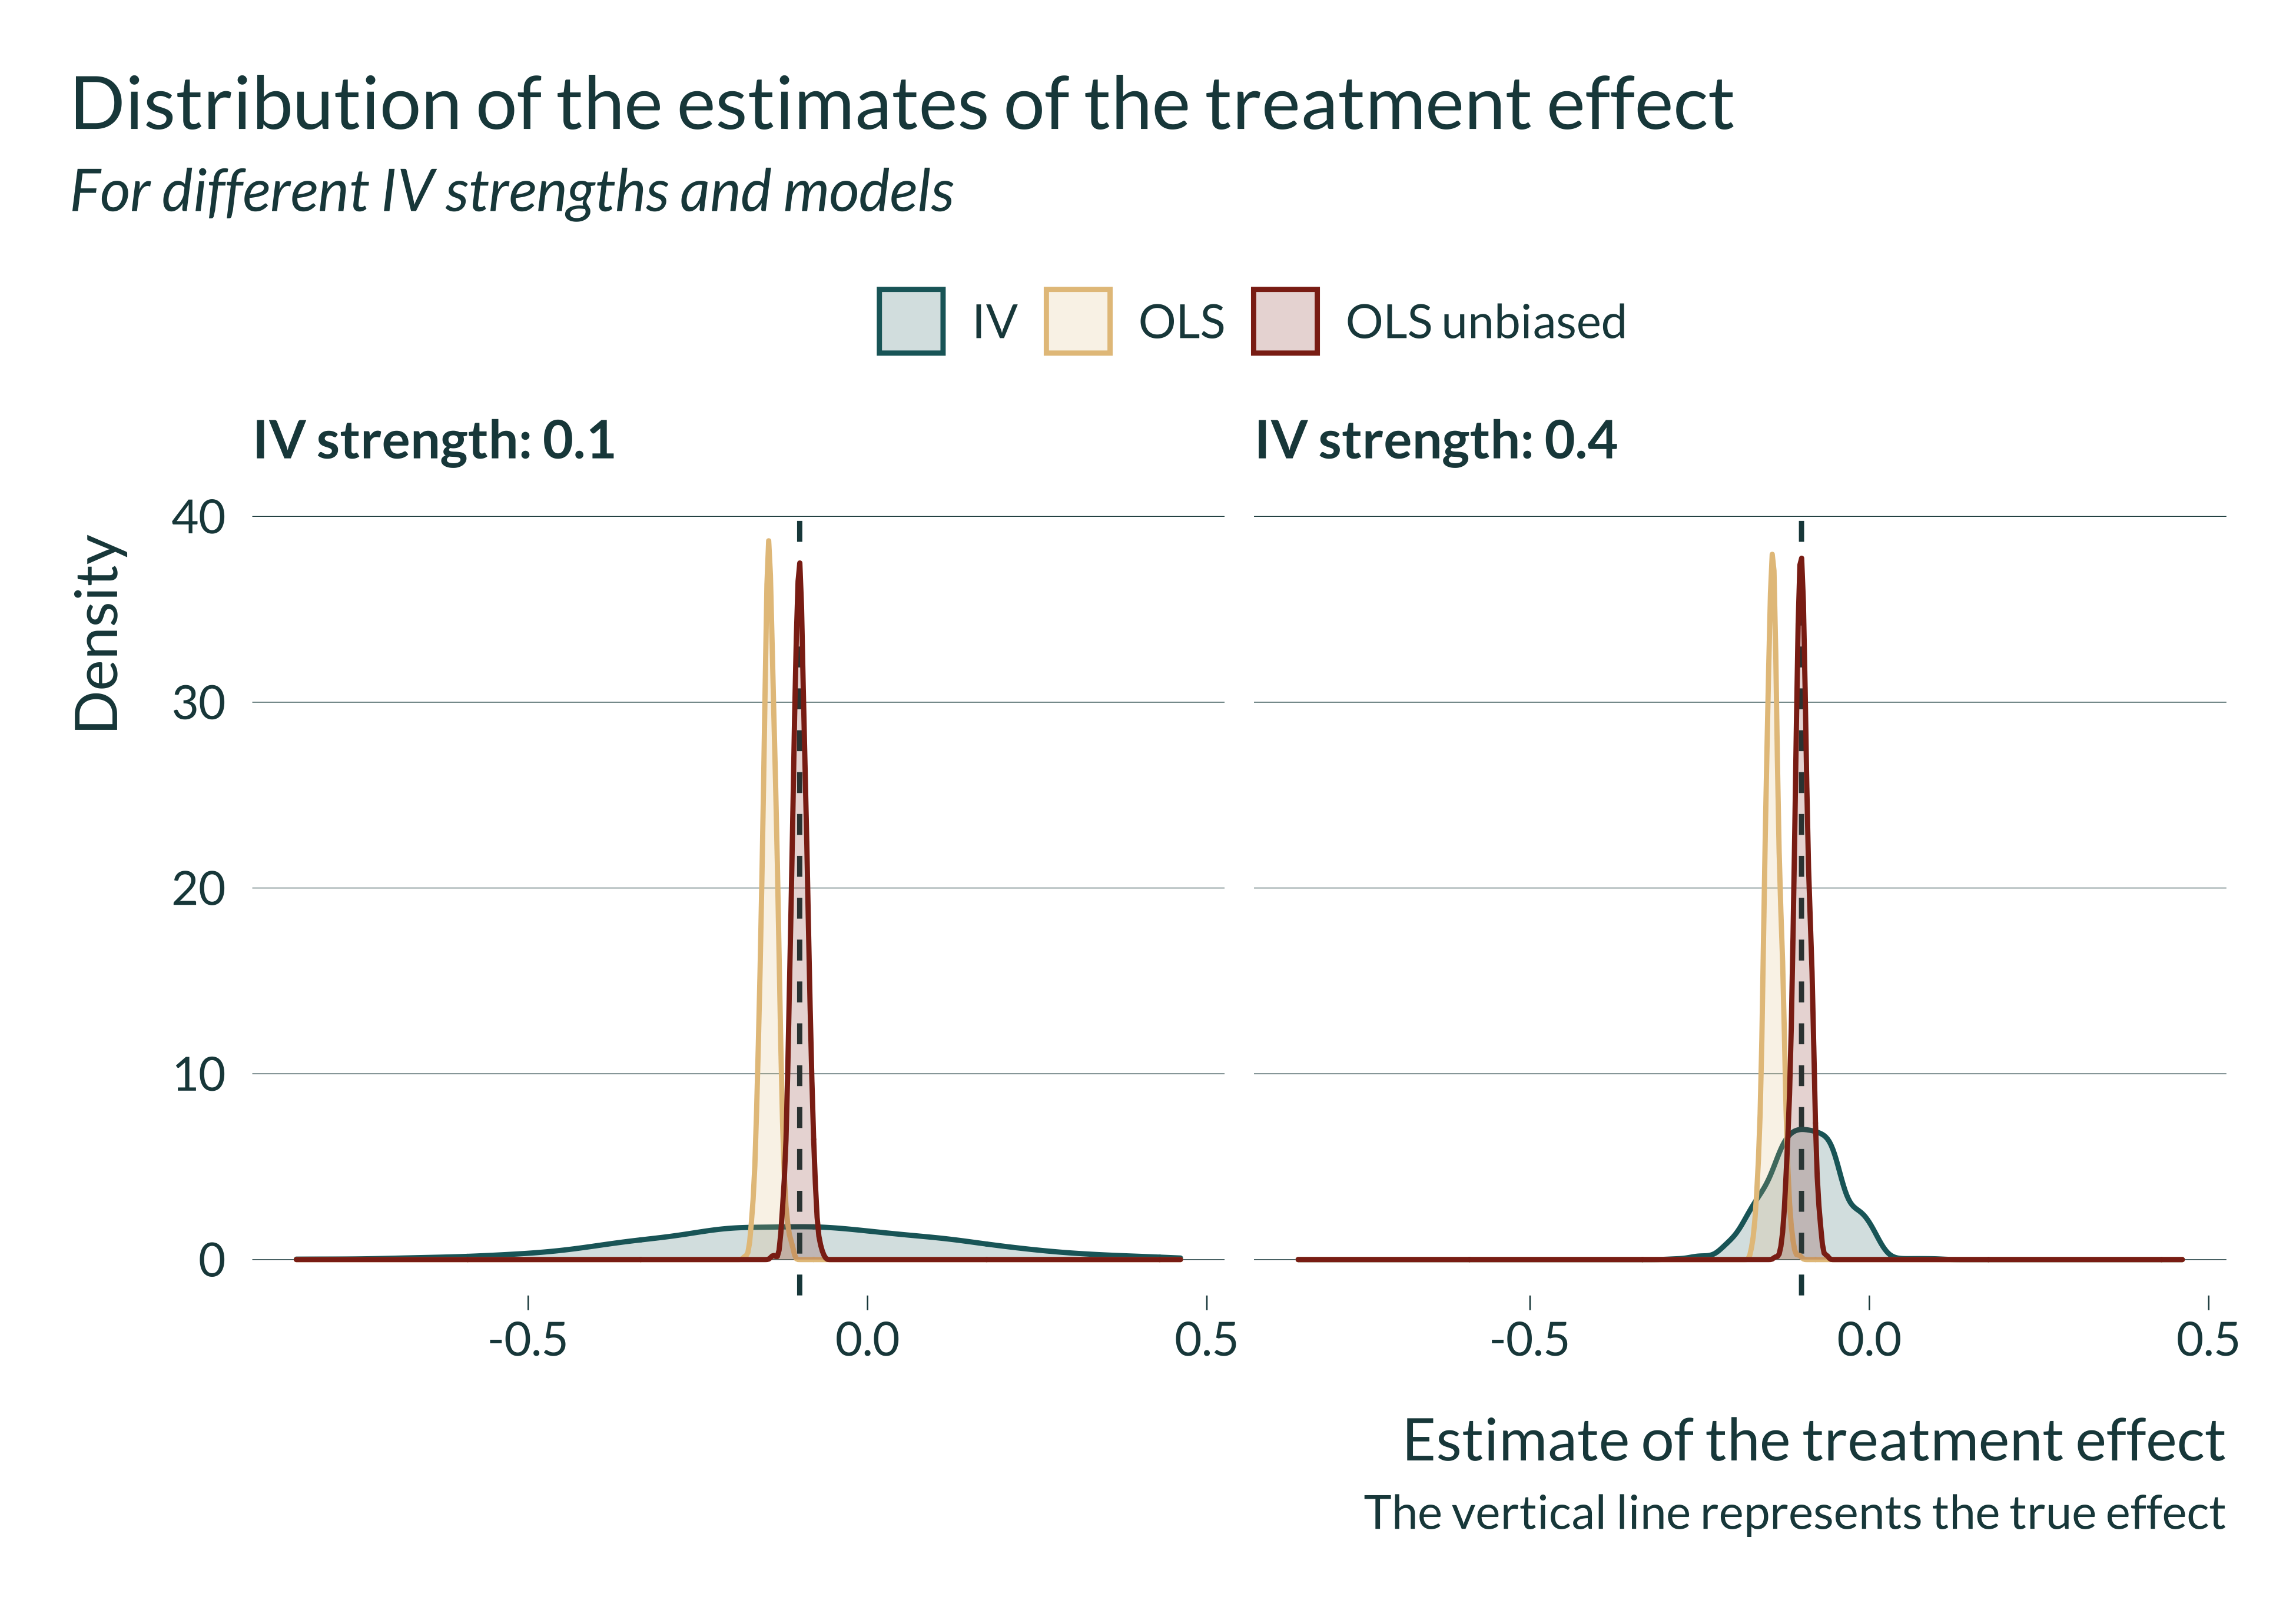 Distribution of the estimates of the treatment effect
For different IV strengths and models
IV OLS OLS unbiased
IV strength: 0.1 IV strength: 0.4
Density
40
30
20
10
0
-0.5 0.0 0.5 -0.5 0.0 0.5
Estimate of the treatment effect
The vertical line represents the true effect